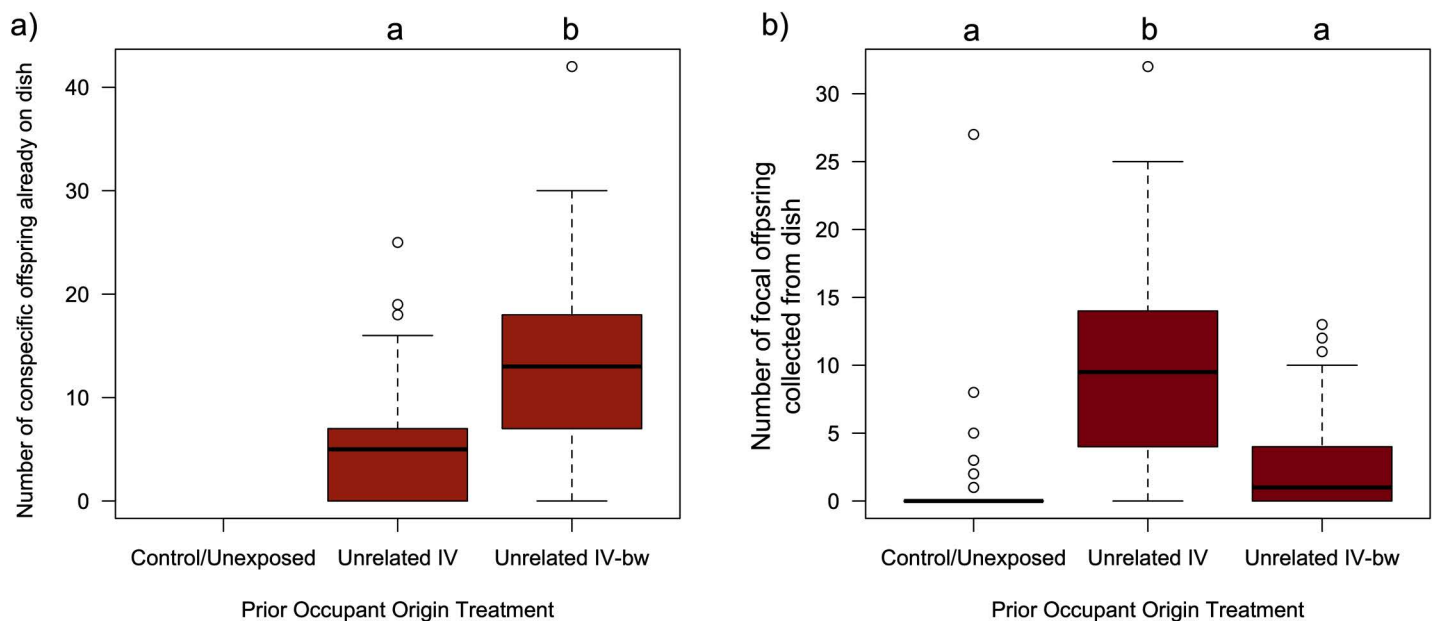 a)
a
b
Number of conspecific offspring already on dish
40
30
20
10
0
Control/Unexposed
Unrelated IV
Unrelated IV-bw
Prior Occupant Origin Treatment
b)
a
b
a
Number of focal offpsring
collected from dish
30
25
20
15
10
5
0
Control/Unexposed
Unrelated IV
Unrelated IV-bw
Prior Occupant Origin Treatment